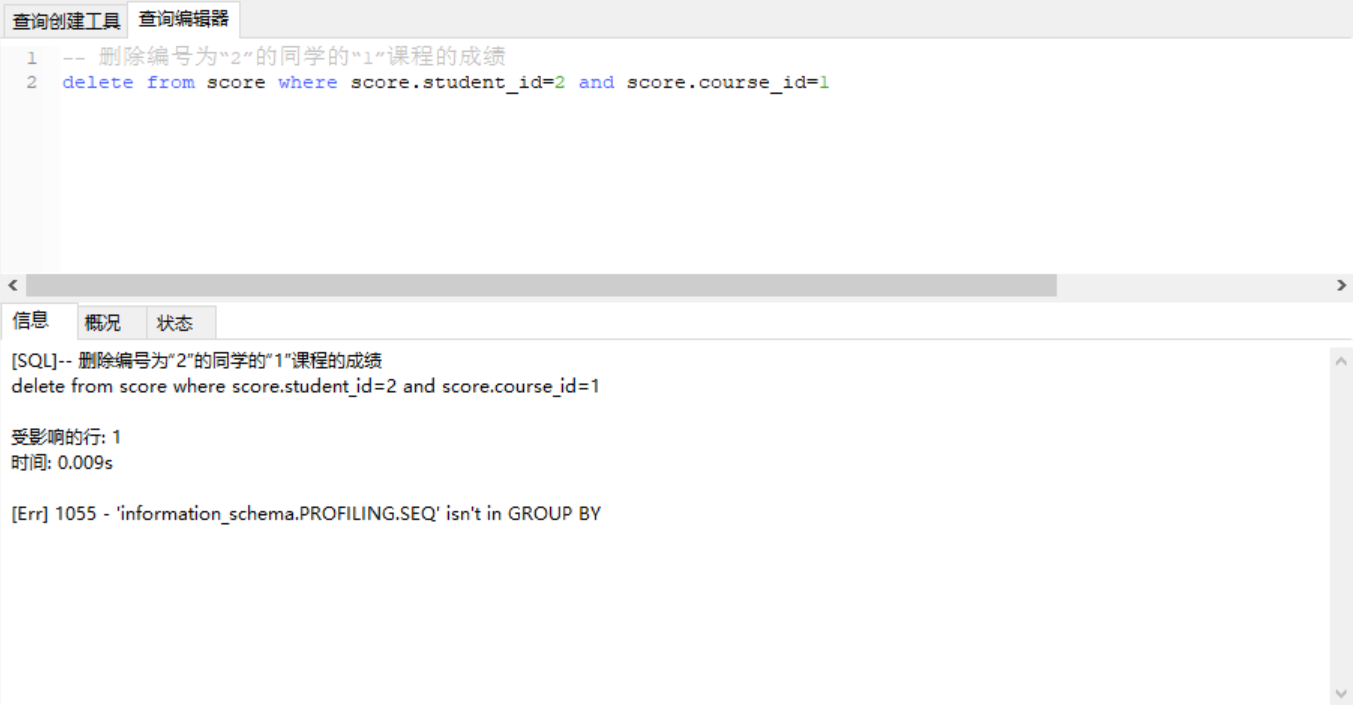 查询创建工具 查询编辑器
1 -- 删除编号为“2”的同学的“1”课程的成绩
2 delete from score where score.student_id=2 and score.course_id=1
信息 概况 状态
[SQL]-- 删除编号为“2”的同学的“1”课程的成绩
delete from score where score.student_id=2 and score.course_id=1
受影响的行: 1
时间: 0.009s
[Err] 1055 - 'information_schema.PROFILING.SEQ' isn't in GROUP BY